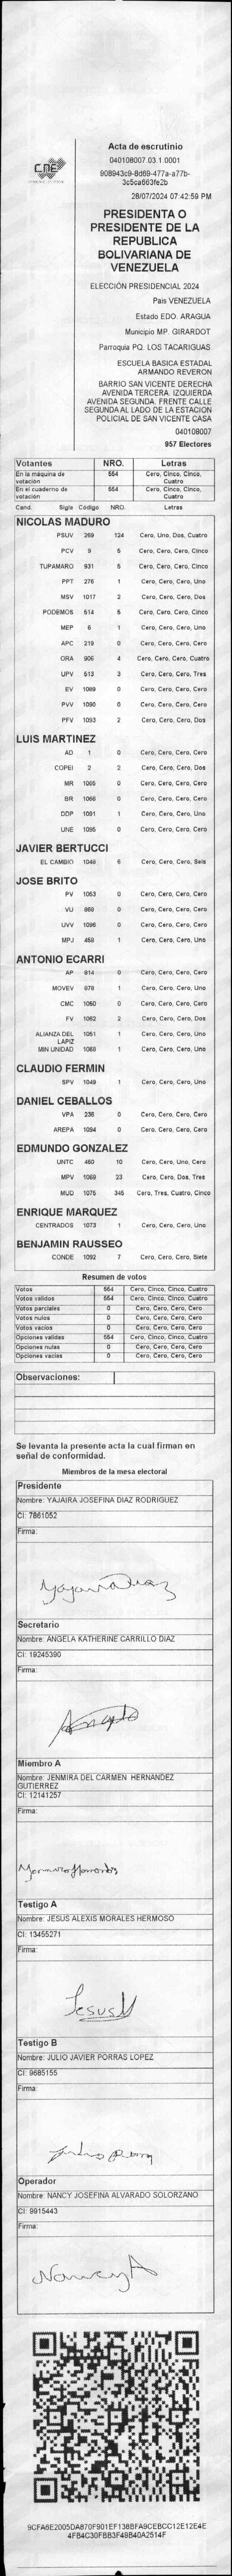 CNE
Acta de escrutinio
040108007.03.1.0001
908943c9-8d69-477a-a77b-
3c5ca663fe2b
28/07/2024 07:42:59 PM
PRESIDENTA O
PRESIDENTE DE LA
REPUBLICA
BOLIVARIANA DE
VENEZUELA
ELECCIÓN PRESIDENCIAL 2024
Pais VENEZUELA
Estado EDO. ARAGUA
Municipio MP. GIRARDOT
Parroquia PQ. LOS TACARIGUAS
ESCUELA BASICA ESTADAL
ARMANDO REVERON
BARRIO SAN VICENTE DERECHA
AVENIDA TERCERA. IZQUIERDA
AVENIDA SEGUNDA. FRENTE CALLE
SEGUNDA AL LADO DE LA ESTACION
POLICIAL DE SAN VICENTE CASA
040108007
957 Electores
Votantes NRO. Letras
En la maquina de votación 554 Cero, Cinco, Cinco, Cuatro
En el cuaderno de votación 554 Cero, Cinco, Cinco, Cuatro
Cand. Sigla Código NRO. Letras
NICOLAS MADURO
PSUV 269 124 Cero, Uno, Dos, Cuatro
PCV 9 5 Cero, Cero, Cero, Cinco
TUPAMARO 931 5 Cero, Cero, Cero, Cinco
PPT 276 1 Cero, Cero, Cero, Uno
MSV 1017 2 Cero, Cero, Cero, Dos
PODEMOS 514 5 Cero, Cero, Cero, Cinco
MEP 6 1 Cero, Cero, Cero, Uno
APC 219 0 Cero, Cero, Cero, Cero
ORA 906 4 Cero, Cero, Cero, Cuatro
UPV 513 3 Cero, Cero, Cero, Tres
EV 1089 0 Cero, Cero, Cero, Cero
PVV 1090 0 Cero, Cero, Cero, Cero
PFV 1093 2 Cero, Cero, Cero, Dos
LUIS MARTINEZ
AD 1 0 Cero, Cero, Cero, Cero
COPEI 2 2 Cero, Cero, Cero, Dos
MR 1065 0 Cero, Cero, Cero, Cero
BR 1066 0 Cero, Cero, Cero, Cero
DDP 1091 1 Cero, Cero, Cero, Uno
UNE 1095 0 Cero, Cero, Cero, Cero
JAVIER BERTUCCI
EL CAMBIO 1048 6 Cero, Cero, Cero, Seis
JOSE BRITO
PV 1053 0 Cero, Cero, Cero, Cero
VU 869 0 Cero, Cero, Cero, Cero
UVV 1096 0 Cero, Cero, Cero, Cero
MPJ 458 1 Cero, Cero, Cero, Uno
ANTONIO ECARRI
AP 814 0 Cero, Cero, Cero, Cero
MOVEV 878 1 Cero, Cero, Cero, Uno
CMC 1050 0 Cero, Cero, Cero, Cero
FV 1062 2 Cero, Cero, Cero, Dos
ALIANZA DEL LAPIZ 1051 1 Cero, Cero, Cero, Uno
MIN UNIDAD 1068 1 Cero, Cero, Cero, Uno
CLAUDIO FERMIN
SPV 1049 1 Cero, Cero, Cero, Uno
DANIEL CEBALLOS
VPA 236 0 Cero, Cero, Cero, Cero
AREPA 1094 0 Cero, Cero, Cero, Cero
EDMUNDO GONZALEZ
UNTC 460 10 Cero, Cero, Uno, Cero
MPV 1069 23 Cero, Cero, Dos, Tres
MUD 1075 345 Cero, Tres, Cuatro, Cinco
ENRIQUE MARQUEZ
CENTRADOS 1073 1 Cero, Cero, Cero, Uno
BENJAMIN RAUSSEO
CONDE 1092 7 Cero, Cero, Cero, Siete
Resumen de votos
Votos 554 Cero, Cinco, Cinco, Cuatro
Votos validos 554 Cero, Cinco, Cinco, Cuatro
Votos parciales 0 Cero, Cero, Cero, Cero
Votos nulos 0 Cero, Cero, Cero, Cero
Votos vacios 0 Cero, Cero, Cero, Cero
Opciones validas 554 Cero, Cinco, Cinco, Cuatro
Opciones nulas 0 Cero, Cero, Cero, Cero
Opciones vacias 0 Cero, Cero, Cero, Cero
Observaciones:
Se levanta la presente acta la cual firman en
señal de conformidad.
Miembros de la mesa electoral
Presidente
Nombre: YAJAIRA JOSEFINA DIAZ RODRIGUEZ
CI: 7861052
Firma:
Yajaira Diaz
Secretario
Nombre: ANGELA KATHERINE CARRILLO DIAZ
CI: 19245390
Firma:
Miembro A
Nombre: JENMIRA DEL CARMEN HERNANDEZ
GUTIERREZ
CI: 12141257
Firma:
Testigo A
Nombre: JESUS ALEXIS MORALES HERMOSO
CI: 13455271
Firma:
Jesus M
Testigo B
Nombre: JULIO JAVIER PORRAS LOPEZ
CI: 9685155
Firma:
Operador
Nombre: NANCY JOSEFINA ALVARADO SOLORZANO
CI: 9915443
Firma:
Nancy A
9CFA6E2005DA870F901EF138BFA9CEBCC12E12E4E
4FB4C30FBB3F49B40A2514F